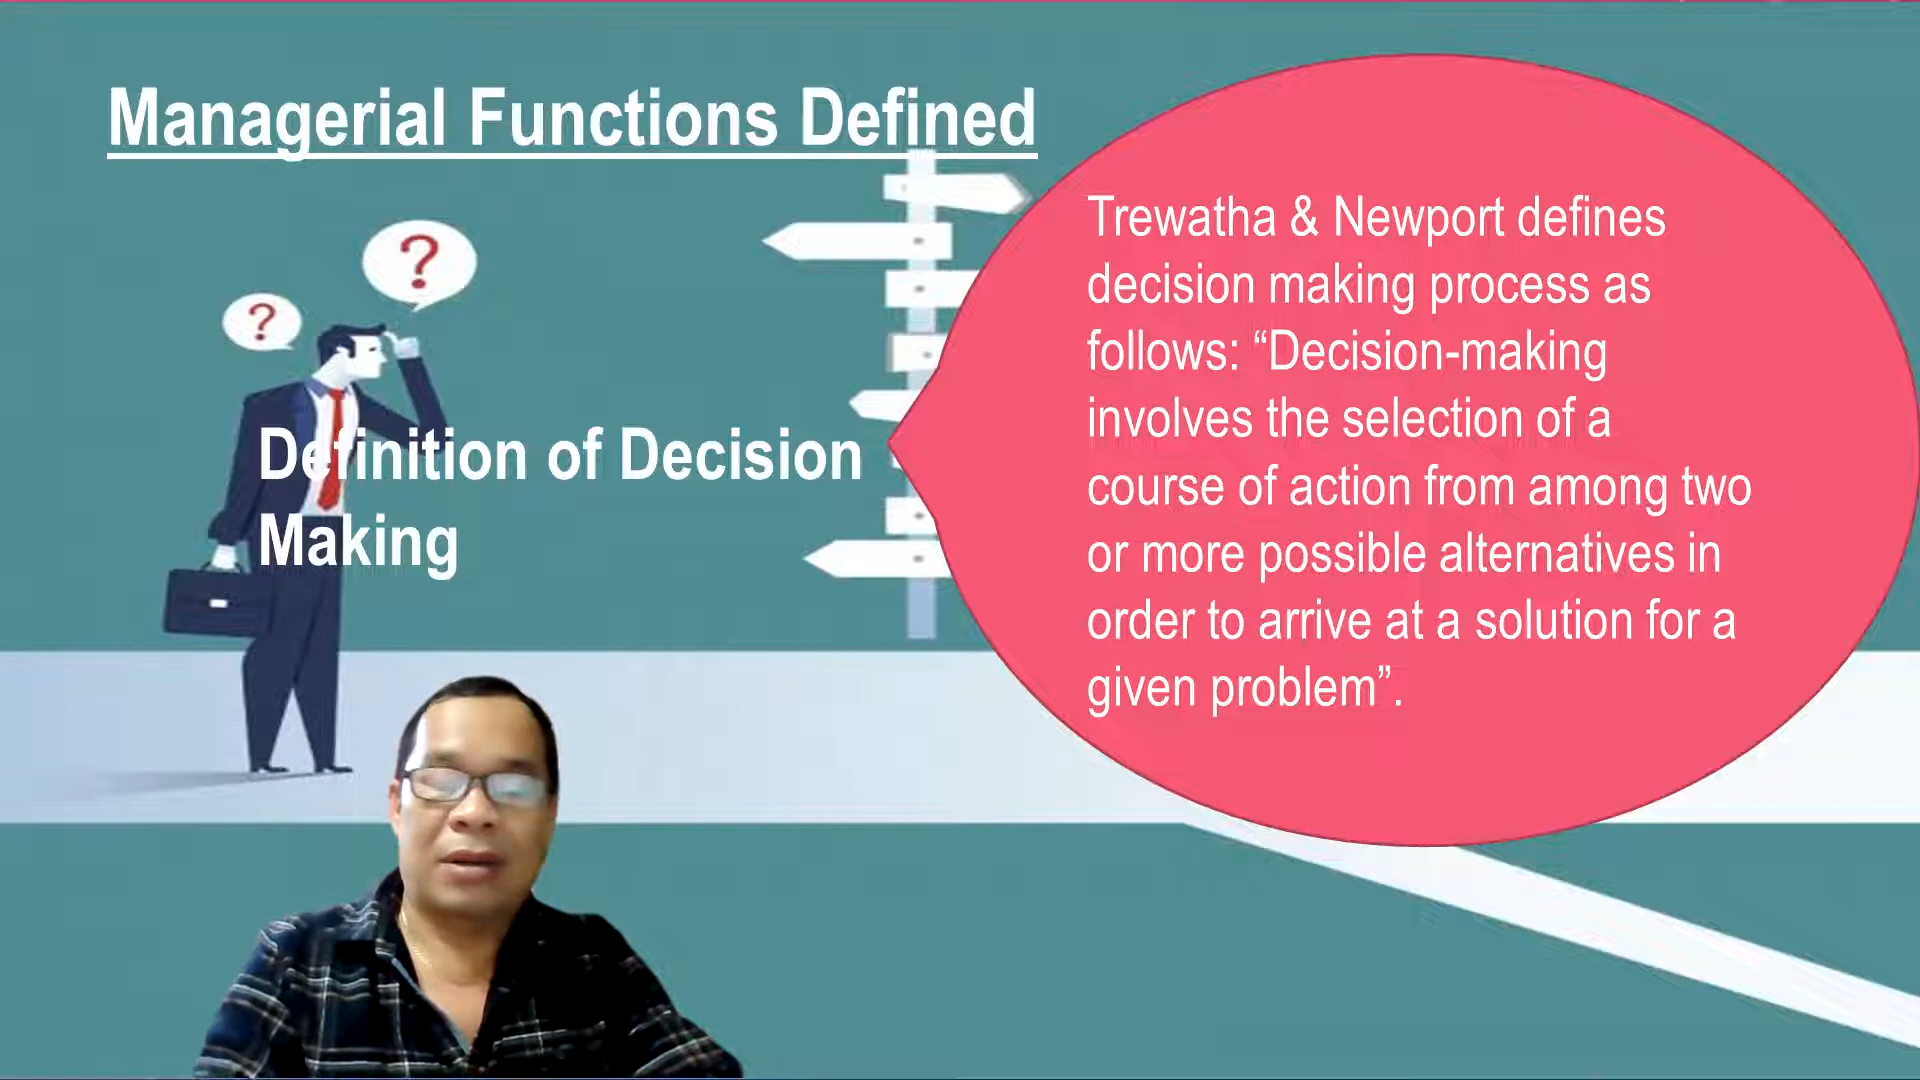 Managerial Functions Defined
?
?
Definition of Decision
Making
Trewatha & Newport defines
decision making process as
follows: “Decision-making
involves the selection of a
course of action from among two
or more possible alternatives in
order to arrive at a solution for a
given problem”.